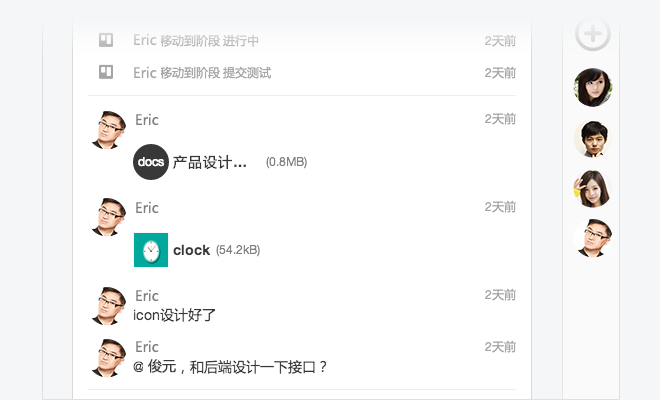 Eric 移动到阶段 进行中 2天前
Eric 移动到阶段 提交测试 2天前
Eric 2天前
docs 产品设计... (0.8MB)
Eric 2天前
clock (54.2kB)
Eric 2天前
icon设计好了
Eric 2天前
@ 俊元，和后端设计一下接口？